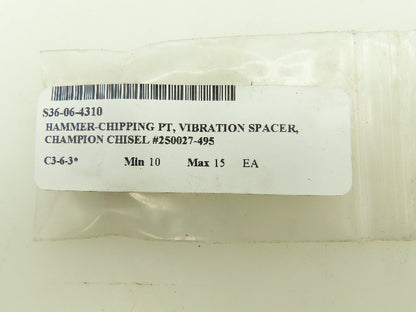 S36-06-4310
HAMMER-CHIPPING PT, VIBRATION SPACER,
CHAMPION CHISEL #250027-495
C3-6-3* Min 10 Max 15 EA